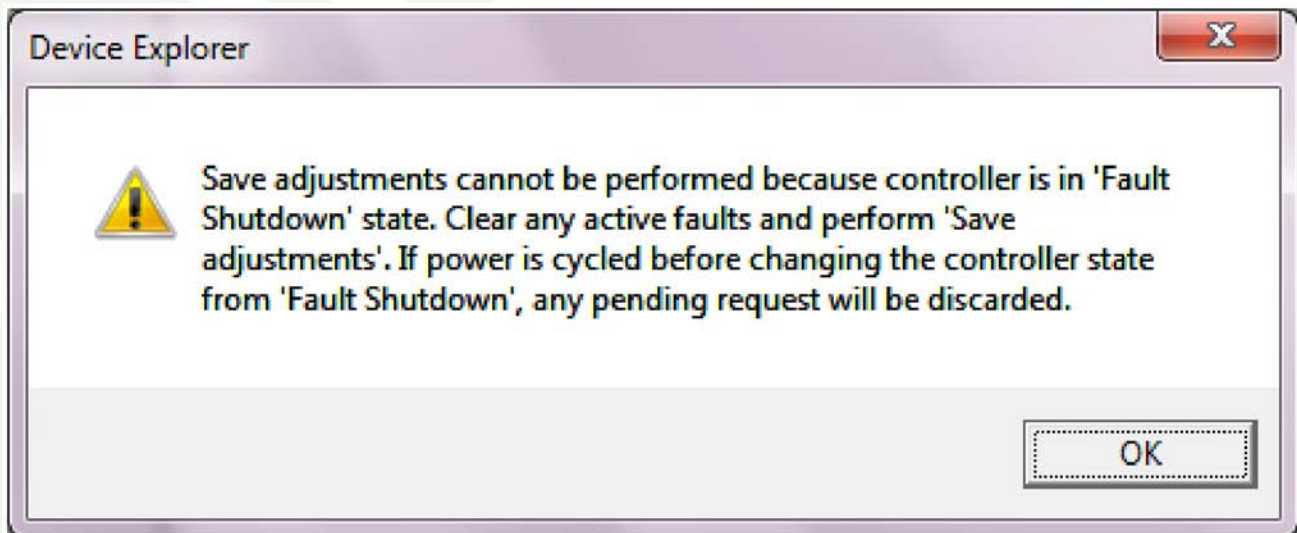 Device Explorer
Save adjustments cannot be performed because controller is in 'Fault
Shutdown' state. Clear any active faults and perform 'Save
adjustments'. If power is cycled before changing the controller state
from 'Fault Shutdown', any pending request will be discarded.
OK